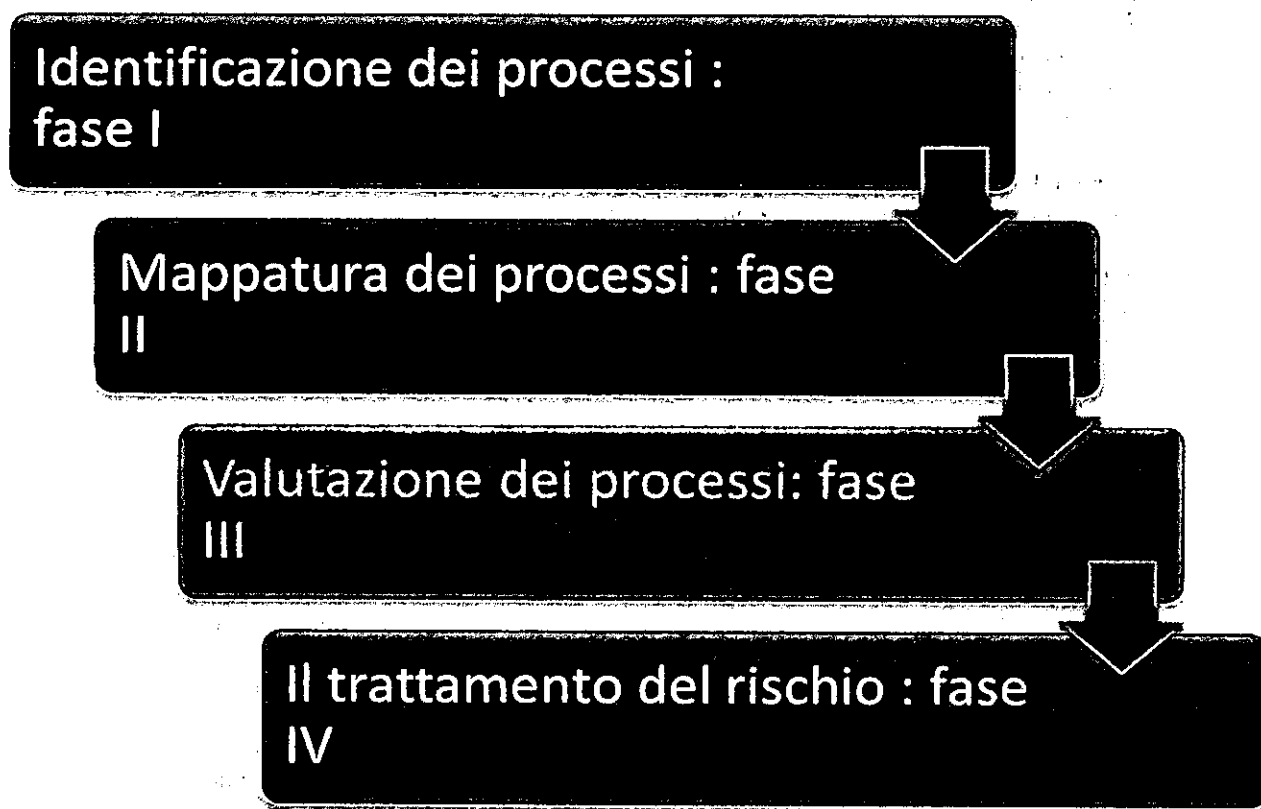 Identificazione dei processi :
fase I
Mappatura dei processi : fase
II
Valutazione dei processi: fase
III
Il trattamento del rischio : fase
IV